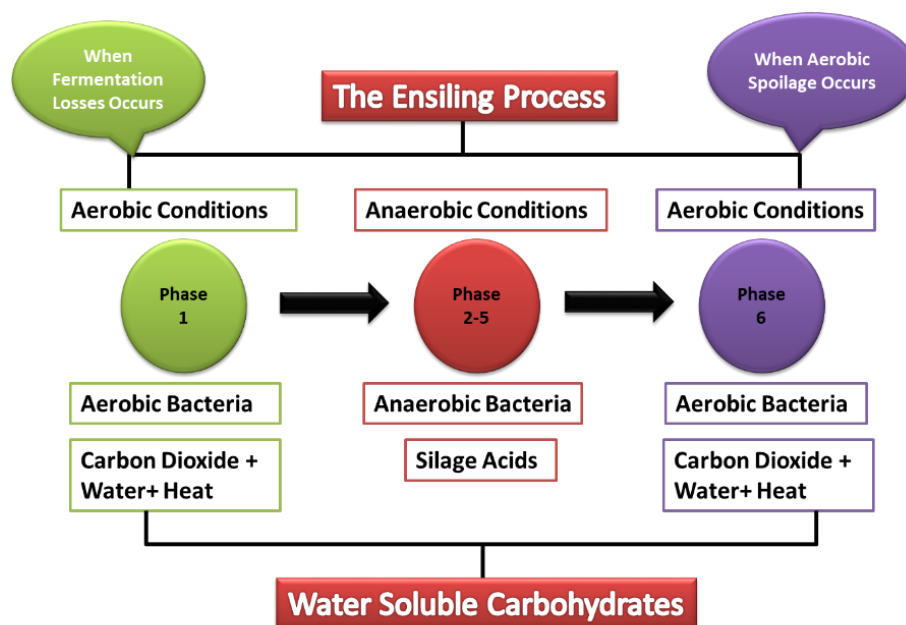 When
Fermentation
Losses Occurs
When Aerobic
Spoilage Occurs
The Ensiling Process
Aerobic Conditions
Anaerobic Conditions
Aerobic Conditions
Phase
1
Phase
2-5
Phase
6
Aerobic Bacteria
Anaerobic Bacteria
Aerobic Bacteria
Carbon Dioxide +
Water+ Heat
Silage Acids
Carbon Dioxide +
Water+ Heat
Water Soluble Carbohydrates